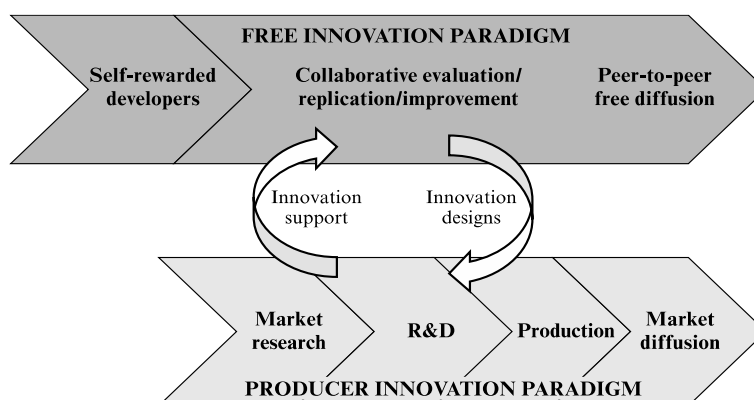 FREE INNOVATION PARADIGM
Self-rewarded
developers
Collaborative evaluation/
replication/improvement
Peer-to-peer
free diffusion
Innovation
support
Innovation
designs
Market
research
R&D
Production
Market
diffusion
PRODUCER INNOVATION PARADIGM